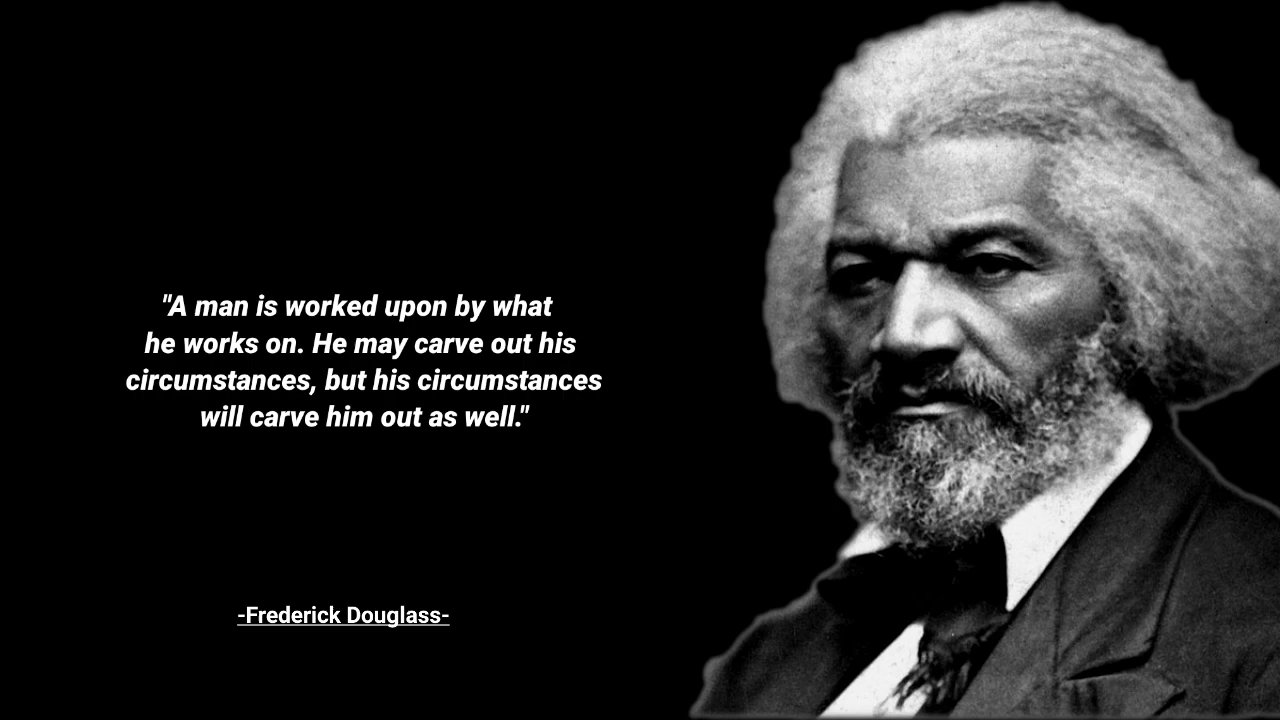 "A man is worked upon by what
he works on. He may carve out his
circumstances, but his circumstances
will carve him out as well."
-Frederick Douglass-